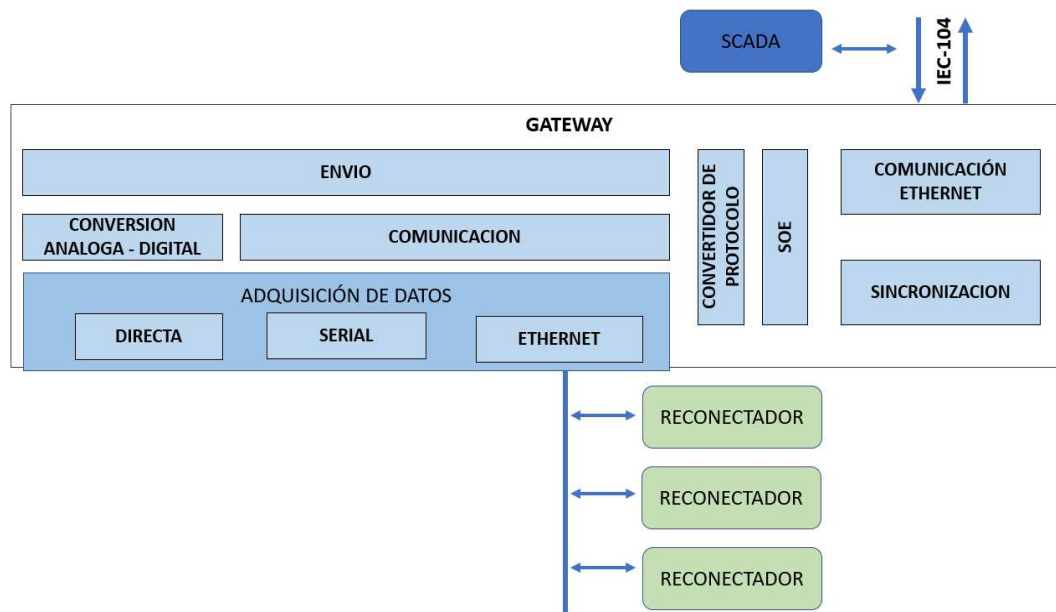 SCADA
IEC-104
GATEWAY
ENVIO
CONVERSION
ANALOGA - DIGITAL
COMUNICACION
ADQUISICIÓN DE DATOS
DIRECTA
SERIAL
ETHERNET
CONVERTIDOR DE
PROTOCOLO
SOE
COMUNICACIÓN
ETHERNET
SINCRONIZACION
RECONECTADOR
RECONECTADOR
RECONECTADOR